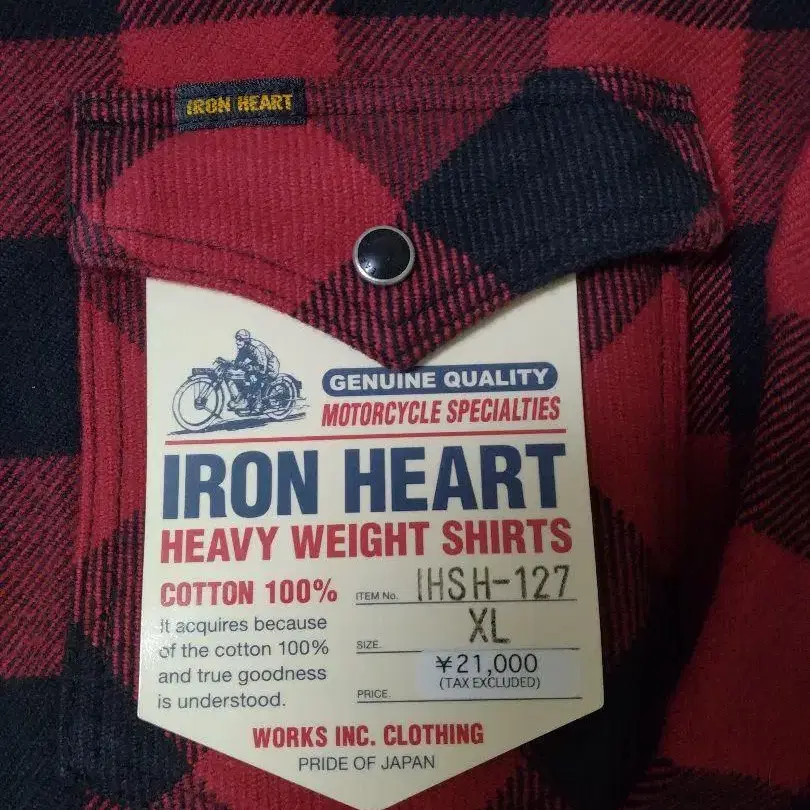 IRON HEART
GENUINE QUALITY
MOTORCYCLE SPECIALTIES
IRON HEART
HEAVY WEIGHT SHIRTS
COTTON 100%
It acquires because
of the cotton 100%
and true goodness
is understood.
ITEM No. IHSH-127
SIZE. XL
PRICE. ¥21,000
(TAX EXCLUDED)
WORKS INC. CLOTHING
PRIDE OF JAPAN